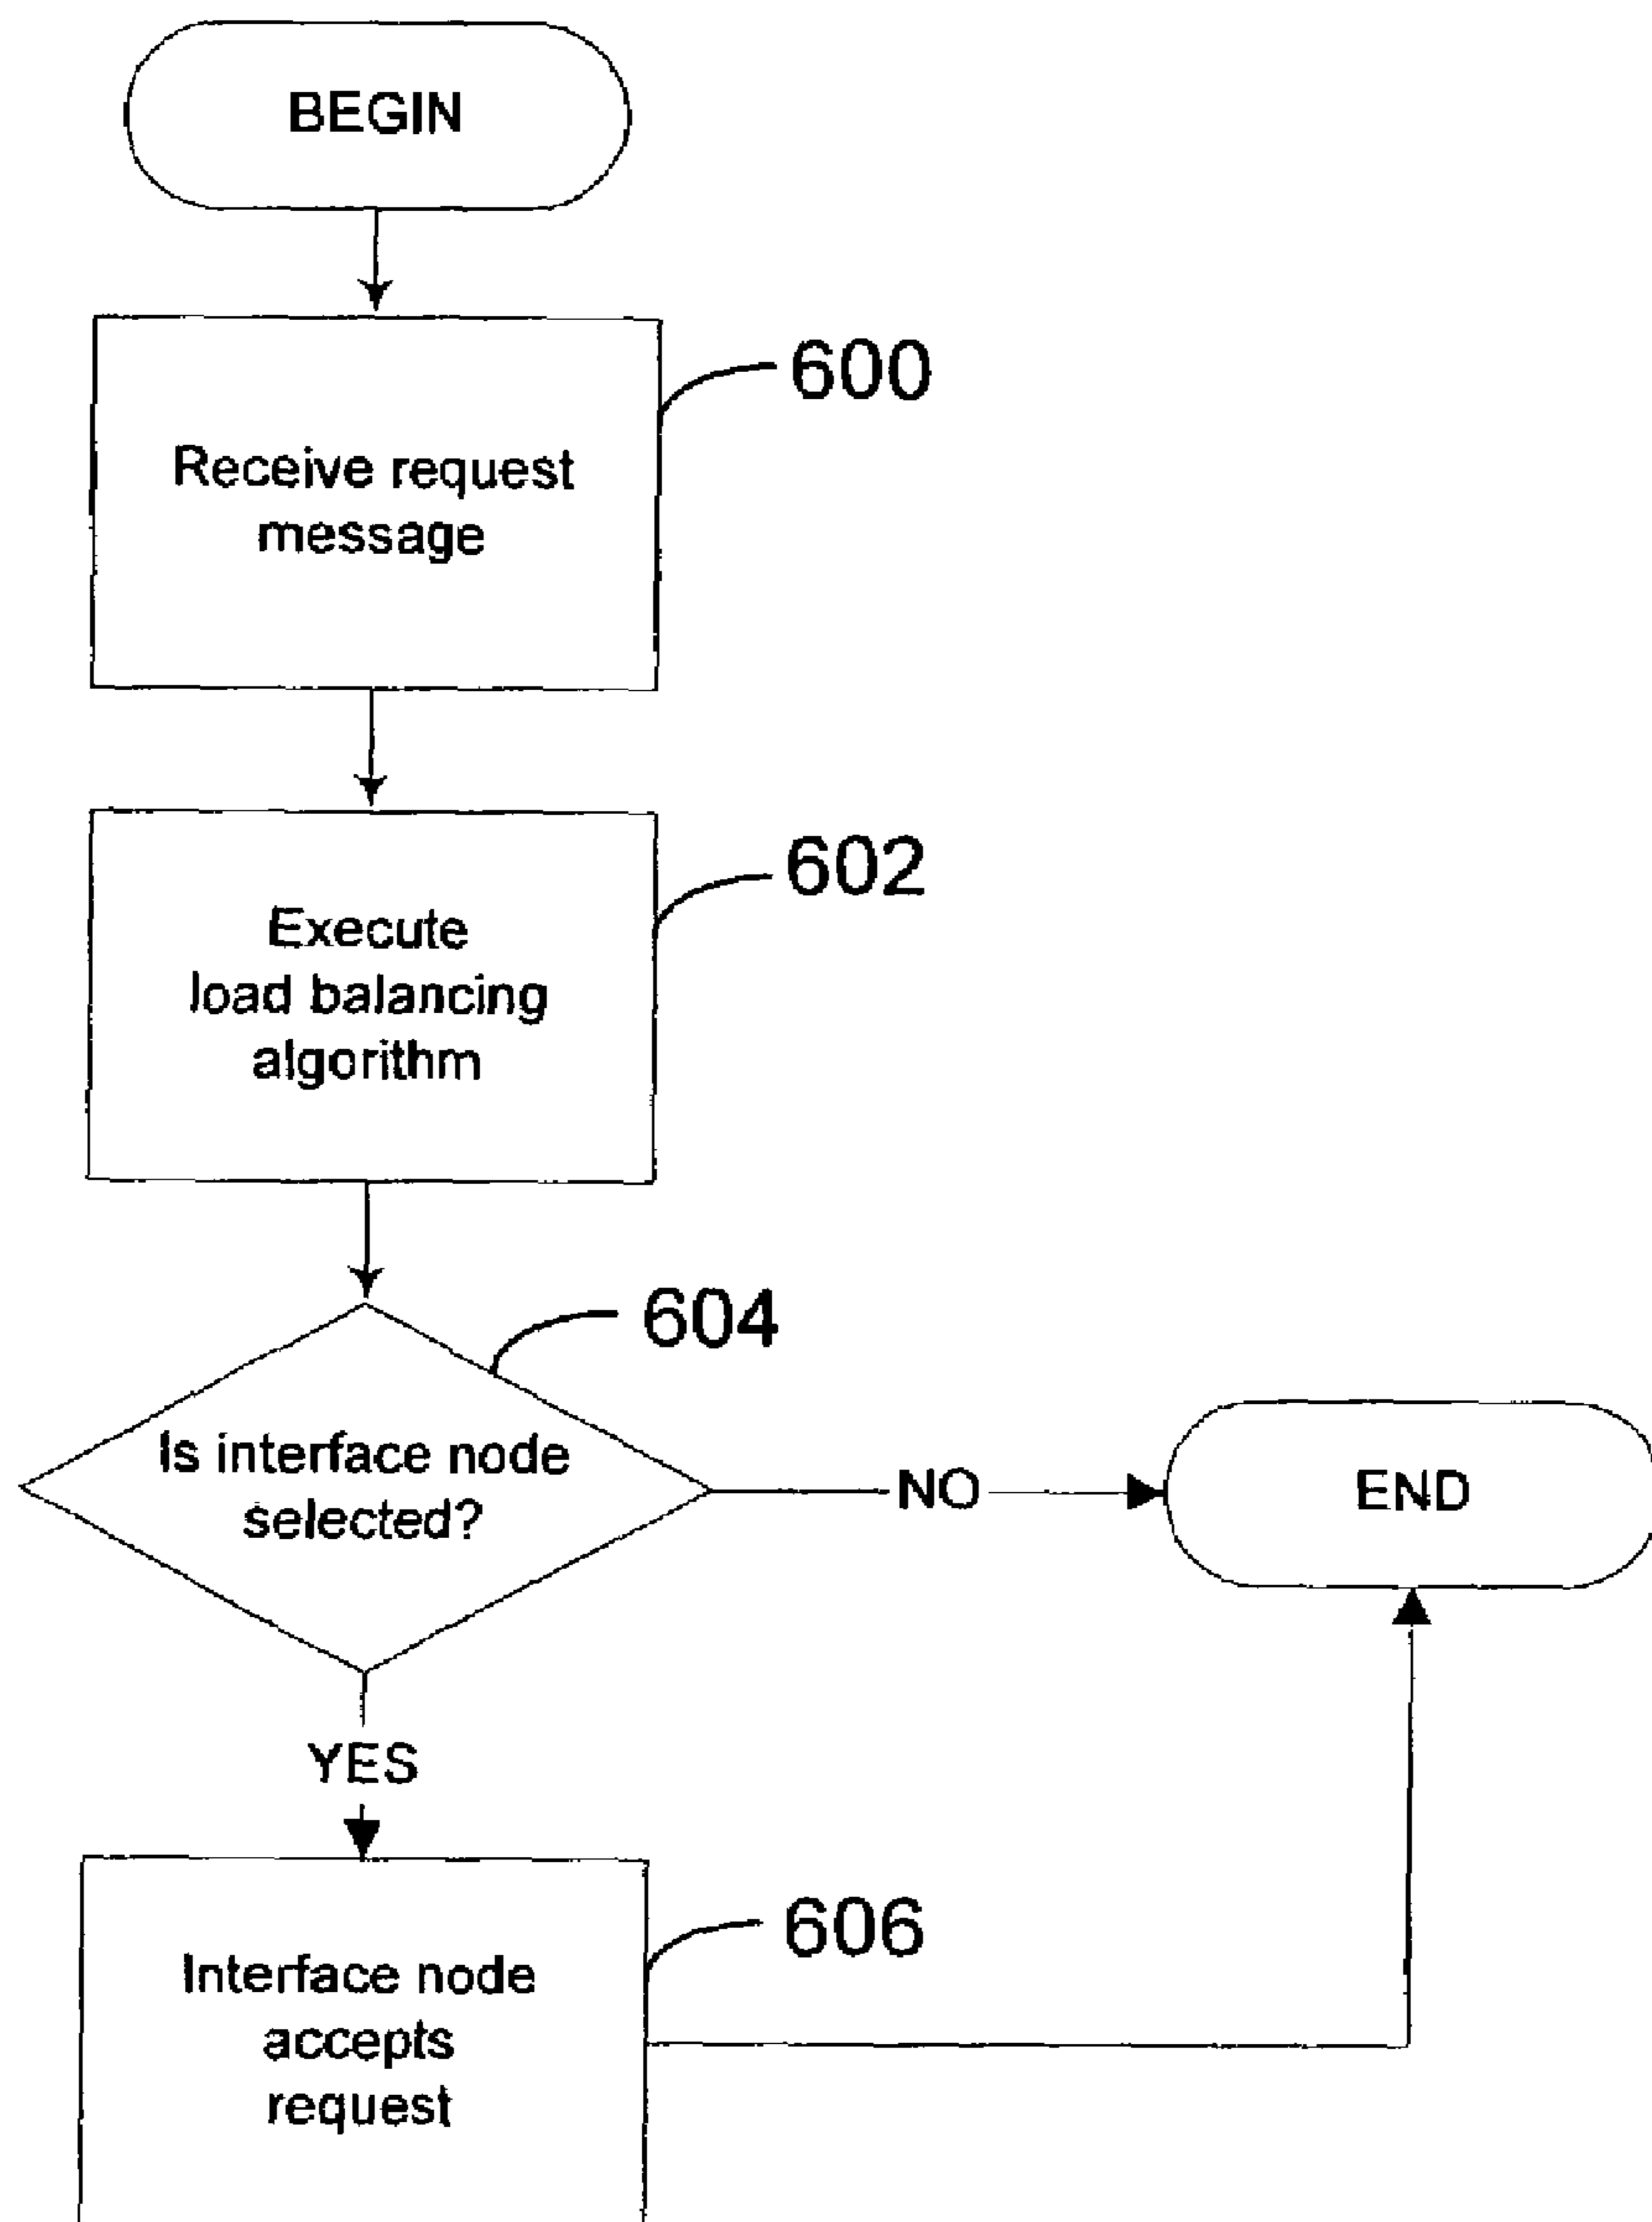 BEGIN
600
Receive request
message
602
Execute
load balancing
algorithm
604
Is interface node
selected?
NO
END
YES
606
Interface node
accepts
request